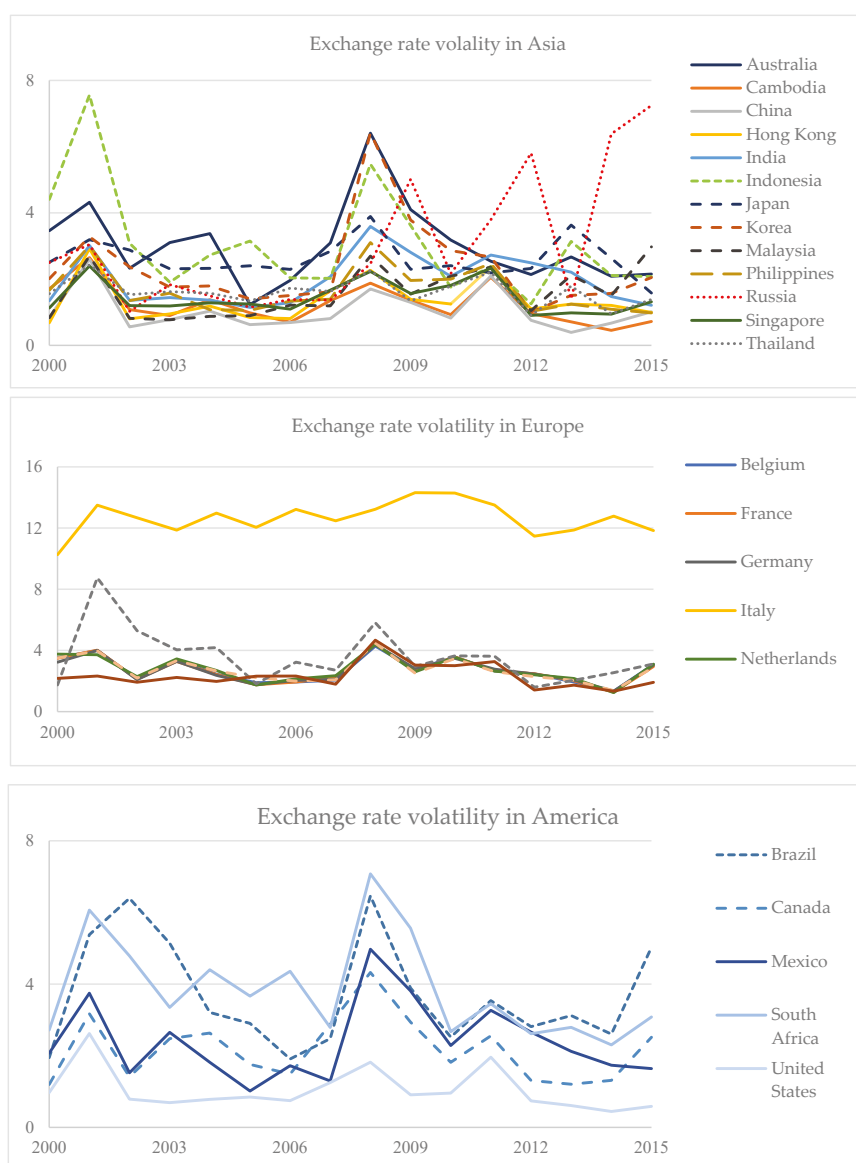 Exchange rate volality in Asia
8
4
0
2000 2003 2006 2009 2012 2015
Australia
Cambodia
China
Hong Kong
India
Indonesia
Japan
Korea
Malaysia
Philippines
Russia
Singapore
Thailand
Exchange rate volatility in Europe
16
12
8
4
0
2000 2003 2006 2009 2012 2015
Belgium
France
Germany
Italy
Netherlands
Exchange rate volatility in America
8
4
0
2000 2003 2006 2009 2012 2015
Brazil
Canada
Mexico
South
Africa
United
States